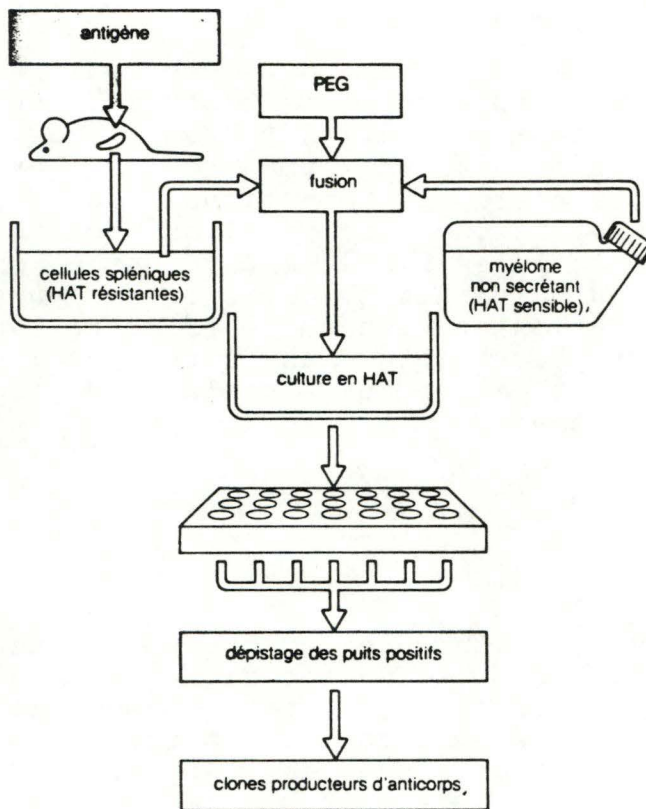 antigène
PEG
fusion
cellules spléniques
(HAT résistantes)
myélome
non secrétant
(HAT sensible)
culture en HAT
dépistage des puits positifs
clones producteurs d'anticorps